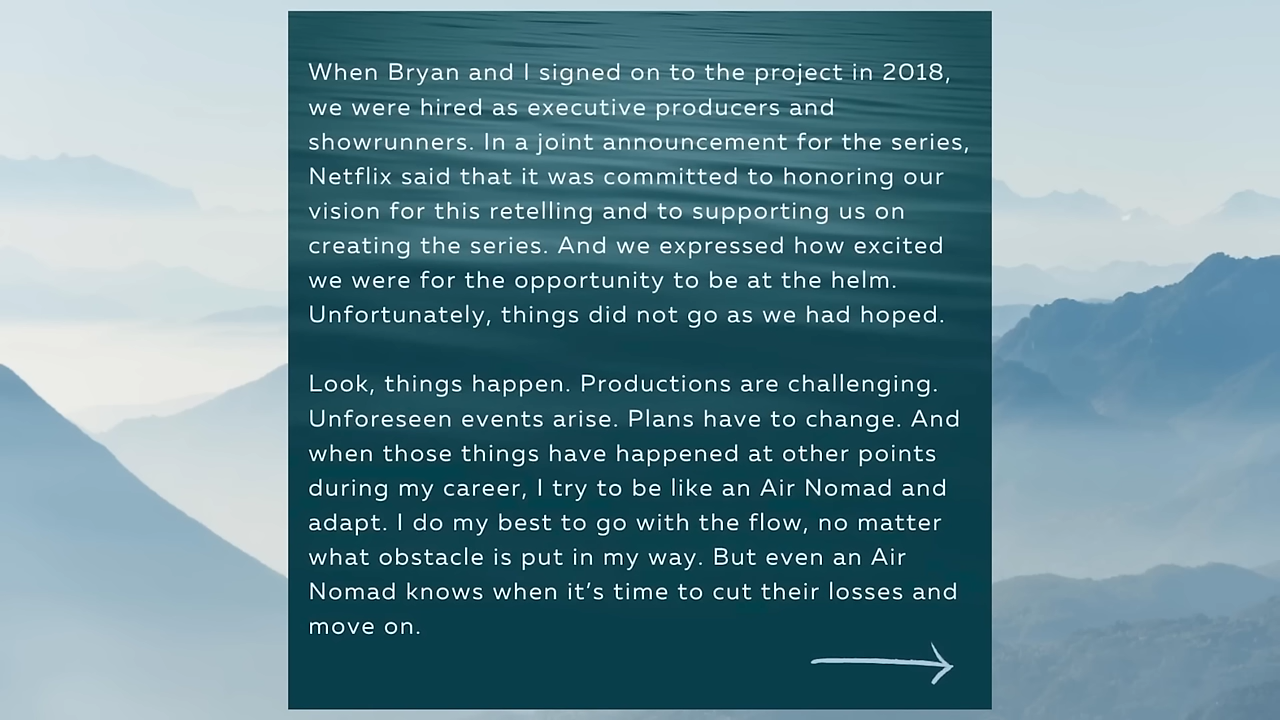 When Bryan and I signed on to the project in 2018,
we were hired as executive producers and
showrunners. In a joint announcement for the series,
Netflix said that it was committed to honoring our
vision for this retelling and to supporting us on
creating the series. And we expressed how excited
we were for the opportunity to be at the helm.
Unfortunately, things did not go as we had hoped.
Look, things happen. Productions are challenging.
Unforeseen events arise. Plans have to change. And
when those things have happened at other points
during my career, I try to be like an Air Nomad and
adapt. I do my best to go with the flow, no matter
what obstacle is put in my way. But even an Air
Nomad knows when it’s time to cut their losses and
move on.